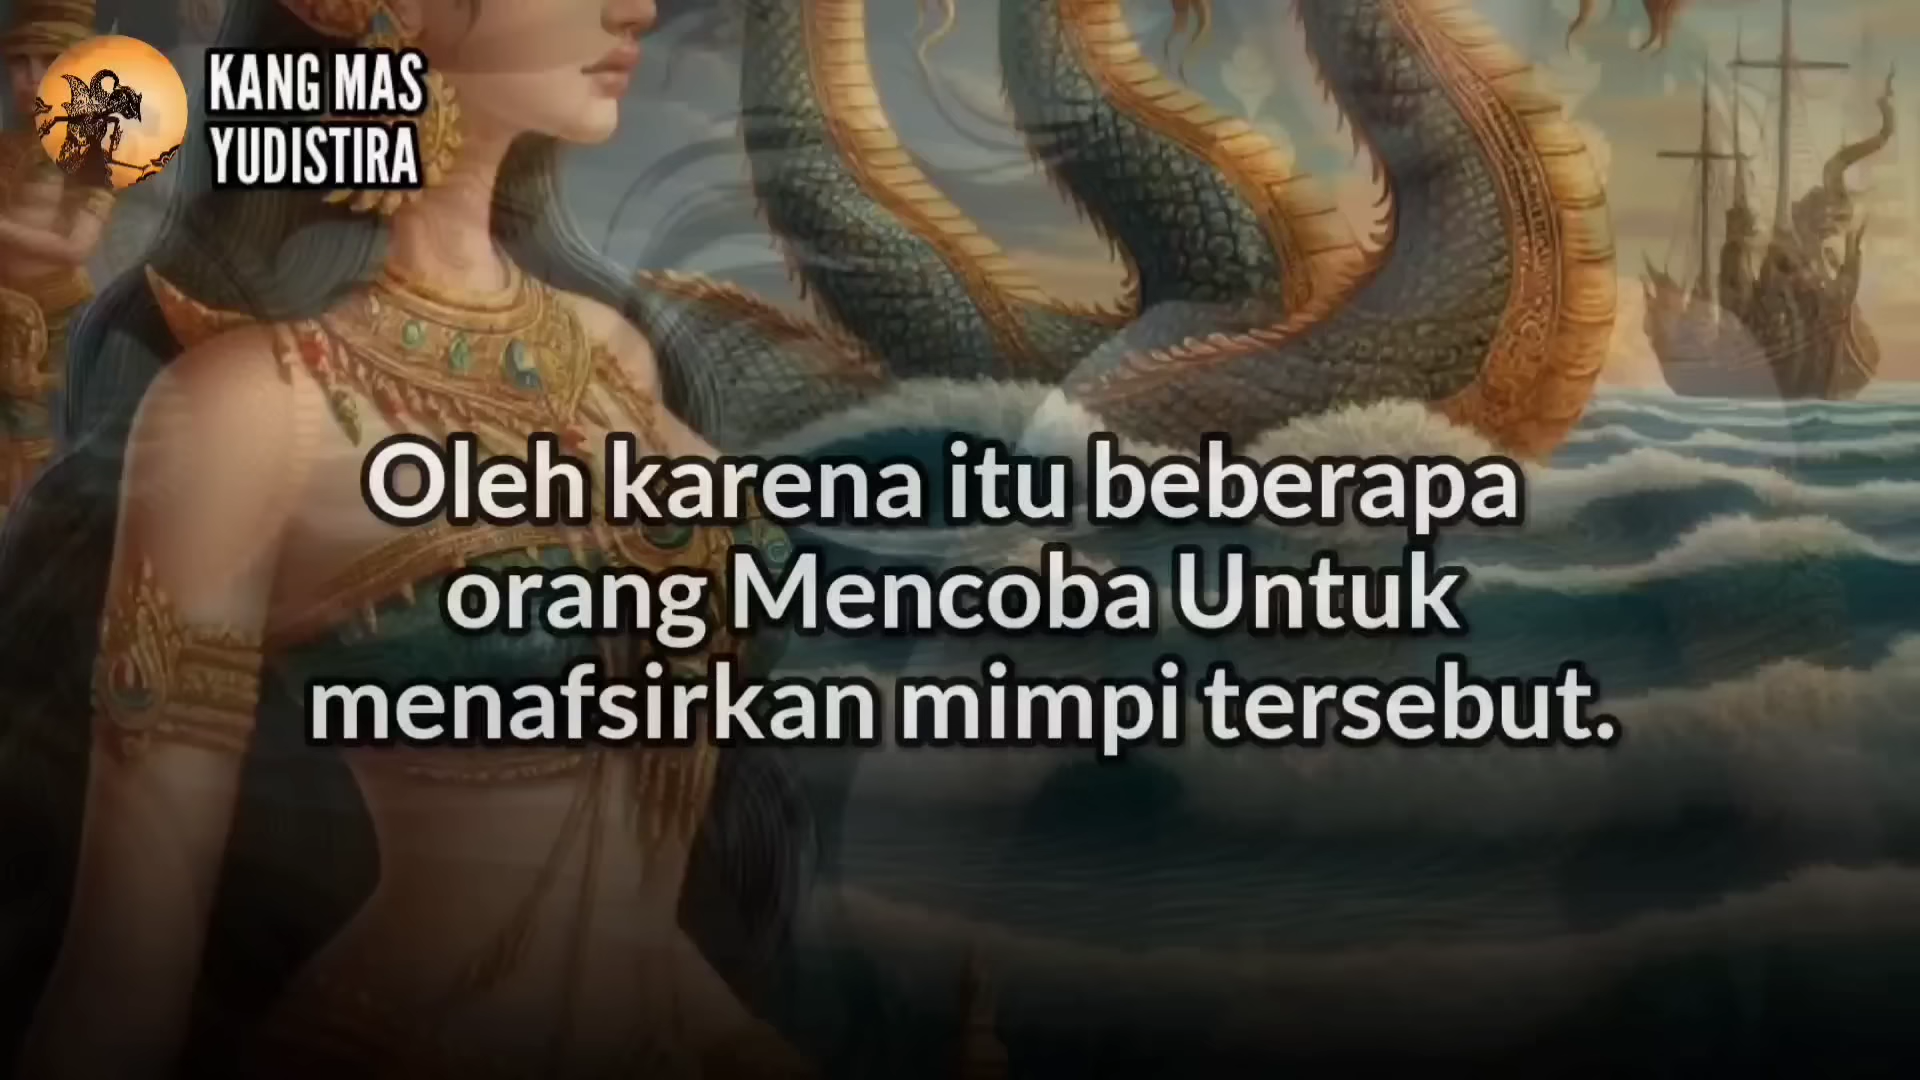 KANG MAS
YUDISTIRA
Oleh karena itu beberapa
orang Mencoba Untuk
menafsirkan mimpi tersebut.